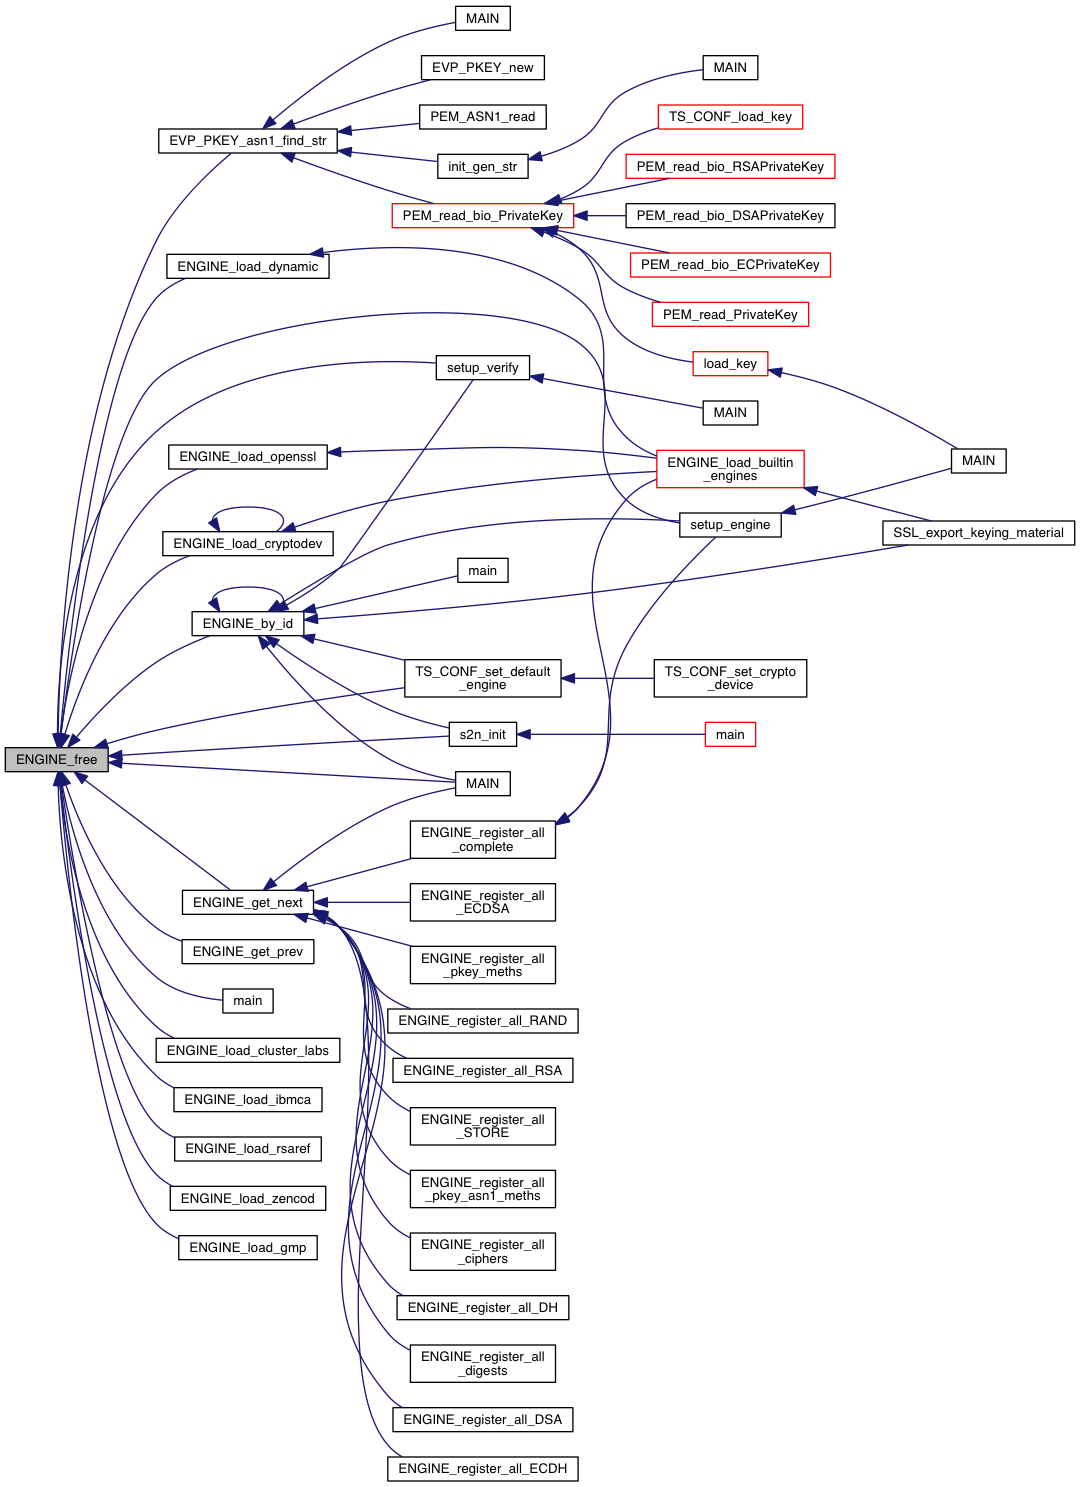 MAIN
EVP_PKEY_new
MAIN
PEM_ASN1_read
TS_CONF_load_key
EVP_PKEY_asn1_find_str
init_gen_str
PEM_read_bio_RSAPrivateKey
PEM_read_bio_PrivateKey
PEM_read_bio_DSAPrivateKey
ENGINE_load_dynamic
PEM_read_bio_ECPrivateKey
PEM_read_PrivateKey
setup_verify
load_key
MAIN
ENGINE_load_openssl
ENGINE_load_builtin
_engines
MAIN
setup_engine
SSL_export_keying_material
ENGINE_load_cryptodev
main
ENGINE_by_id
TS_CONF_set_default
_engine
TS_CONF_set_crypto
_device
s2n_init
main
ENGINE_free
MAIN
ENGINE_register_all
_complete
ENGINE_get_next
ENGINE_register_all
_ECDSA
ENGINE_get_prev
ENGINE_register_all
_pkey_meths
main
ENGINE_register_all_RAND
ENGINE_load_cluster_labs
ENGINE_register_all_RSA
ENGINE_load_ibmca
ENGINE_register_all
_STORE
ENGINE_load_rsaref
ENGINE_register_all
_pkey_asn1_meths
ENGINE_load_zencod
ENGINE_load_gmp
ENGINE_register_all
_ciphers
ENGINE_register_all_DH
ENGINE_register_all
_digests
ENGINE_register_all_DSA
ENGINE_register_all_ECDH